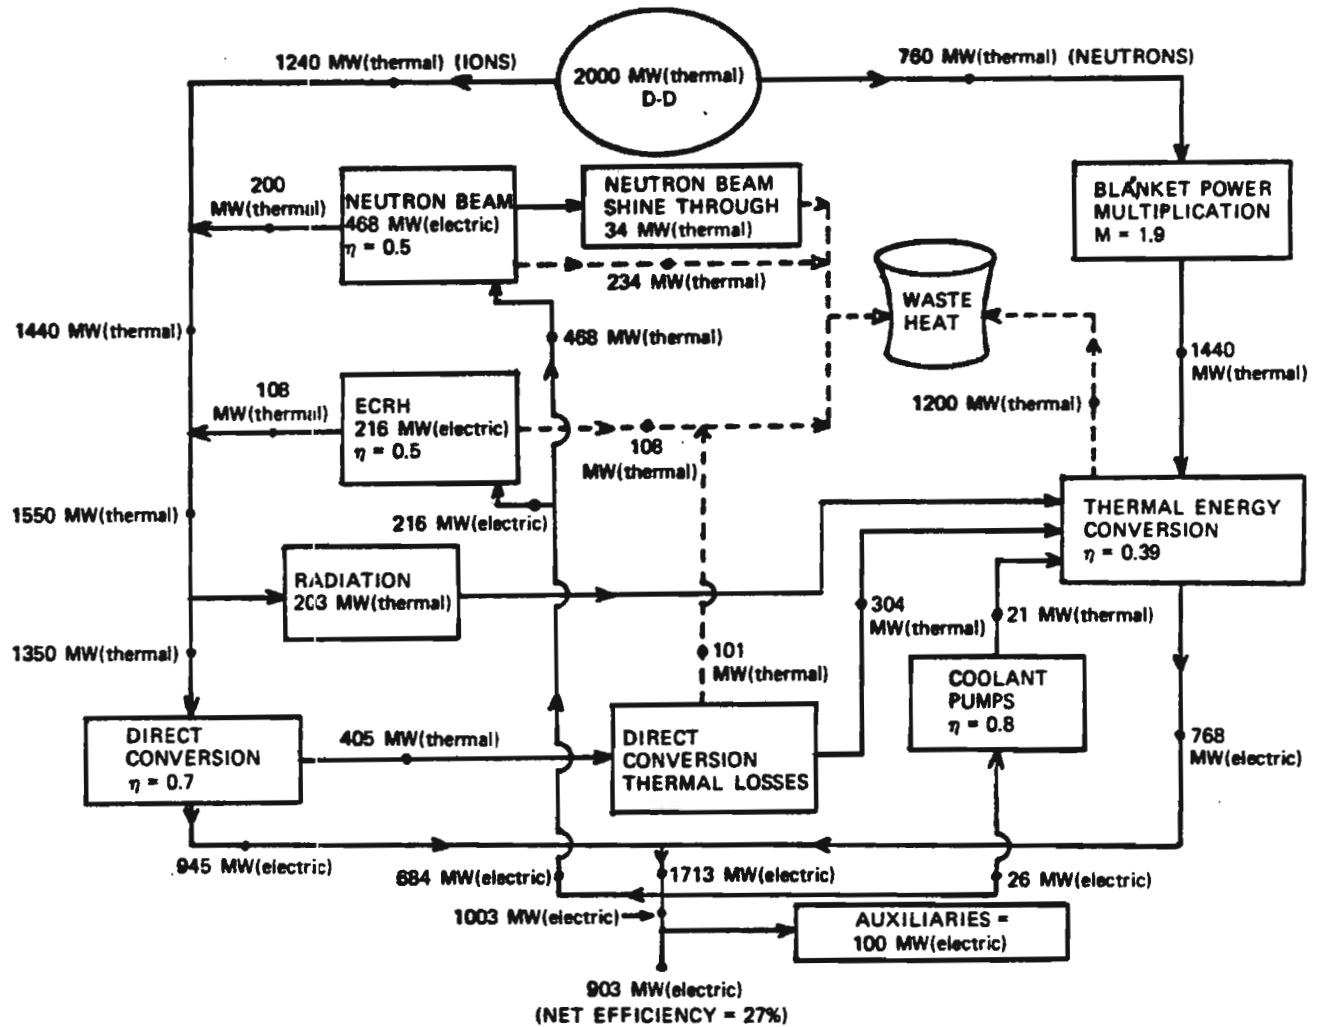 1240 MW(thermal) (IONS)
2000 MW(thermal)
D-D
760 MW(thermal) (NEUTRONS)
200
MW(thermal)
NEUTRON BEAM
468 MW(electric)
η = 0.5
NEUTRON BEAM
SHINE THROUGH
34 MW(thermal)
BLANKET POWER
MULTIPLICATION
M = 1.9
234 MW(thermal)
WASTE
HEAT
1440 MW(thermal)
468 MW(thermal)
1440
MW(thermal)
108
MW(thermal)
ECRH
216 MW(electric)
η = 0.5
108
MW(thermal)
1200 MW(thermal)
1550 MW(thermal)
216 MW(electric)
THERMAL ENERGY
CONVERSION
η = 0.39
RADIATION
203 MW(thermal)
304
MW(thermal)
21 MW(thermal)
1350 MW(thermal)
101
MW(thermal)
COOLANT
PUMPS
η = 0.8
DIRECT
CONVERSION
η = 0.7
405 MW(thermal)
DIRECT
CONVERSION
THERMAL LOSSES
768
MW(electric)
945 MW(electric)
684 MW(electric)
1713 MW(electric)
26 MW(electric)
1003 MW(electric)
AUXILIARIES =
100 MW(electric)
903 MW(electric)
(NET EFFICIENCY = 27%)